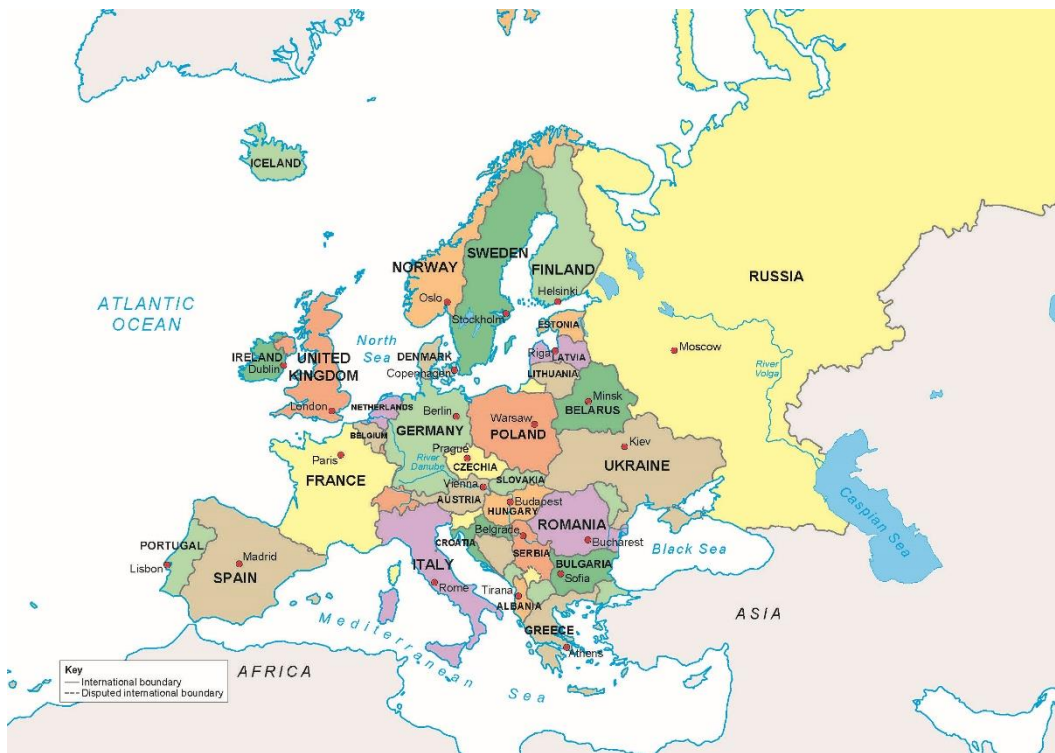 ICELAND
SWEDEN
NORWAY
FINLAND
RUSSIA
Helsinki
Oslo
Stockholm
ATLANTIC
OCEAN
ESTONIA
North
Sea
Riga
LATVIA
Moscow
River
Volga
DENMARK
Copenhagen
LITHUANIA
IRELAND
Dublin
UNITED
KINGDOM
Minsk
BELARUS
London
NETHERLANDS
Berlin
GERMANY
Warsaw
POLAND
BELGIUM
Prague
Kiev
Paris
River
Danube
CZECHIA
UKRAINE
FRANCE
Vienna
SLOVAKIA
AUSTRIA
Budapest
HUNGARY
Caspian Sea
ROMANIA
Belgrade
CROATIA
Bucharest
Black Sea
PORTUGAL
Madrid
ITALY
SERBIA
BULGARIA
Lisbon
SPAIN
Sofia
Rome
Tirana
ALBANIA
ASIA
GREECE
Mediterranean Sea
Athens
AFRICA
Key
International boundary
Disputed international boundary